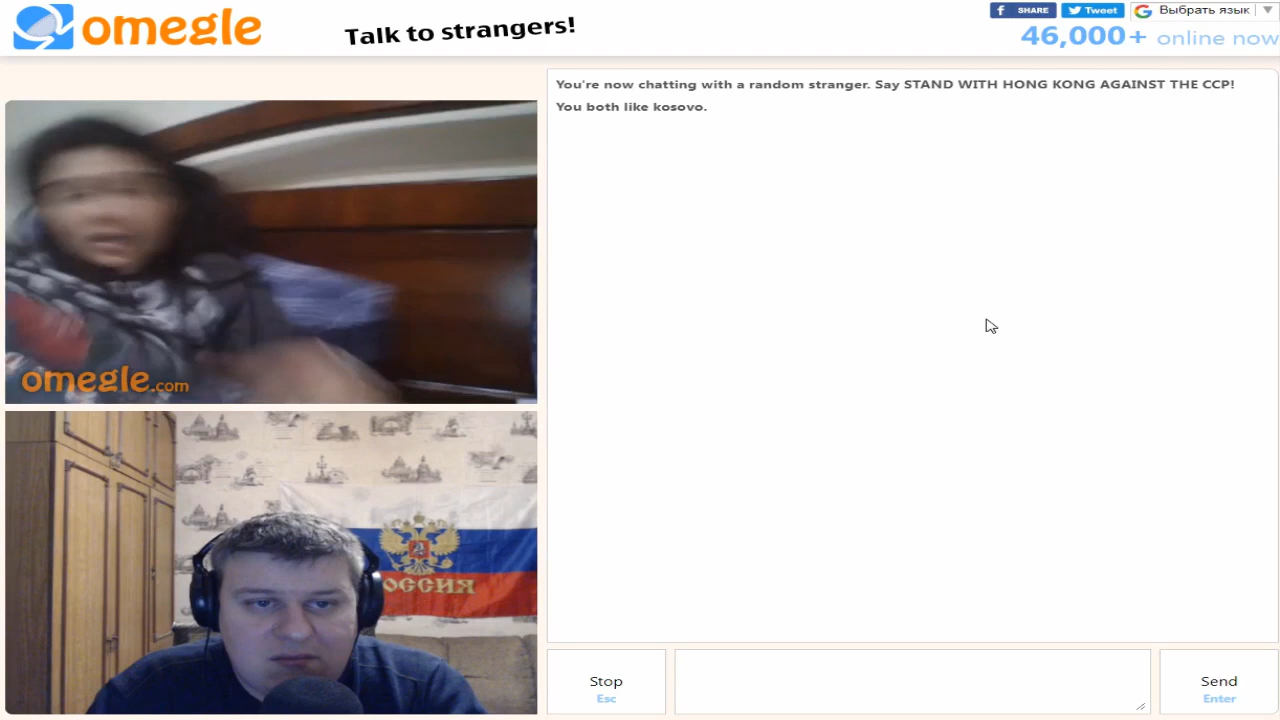 omegle
Talk to strangers!
SHARE
Tweet
Выбрать язык
46,000+ online now
You're now chatting with a random stranger. Say STAND WITH HONG KONG AGAINST THE CCP!
You both like kosovo.
omegle.com
ОССИЯ
Stop
Esc
Send
Enter